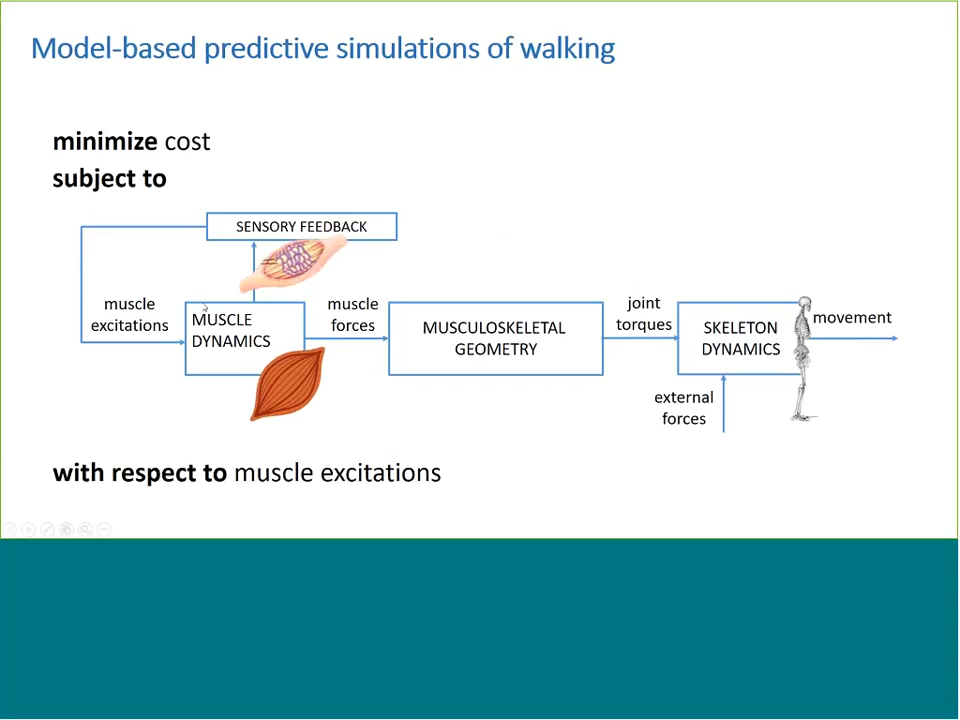 Model-based predictive simulations of walking
minimize cost
subject to
SENSORY FEEDBACK
muscle
excitations
MUSCLE
DYNAMICS
muscle
forces
MUSCULOSKELETAL
GEOMETRY
joint
torques
SKELETON
DYNAMICS
movement
external
forces
with respect to muscle excitations